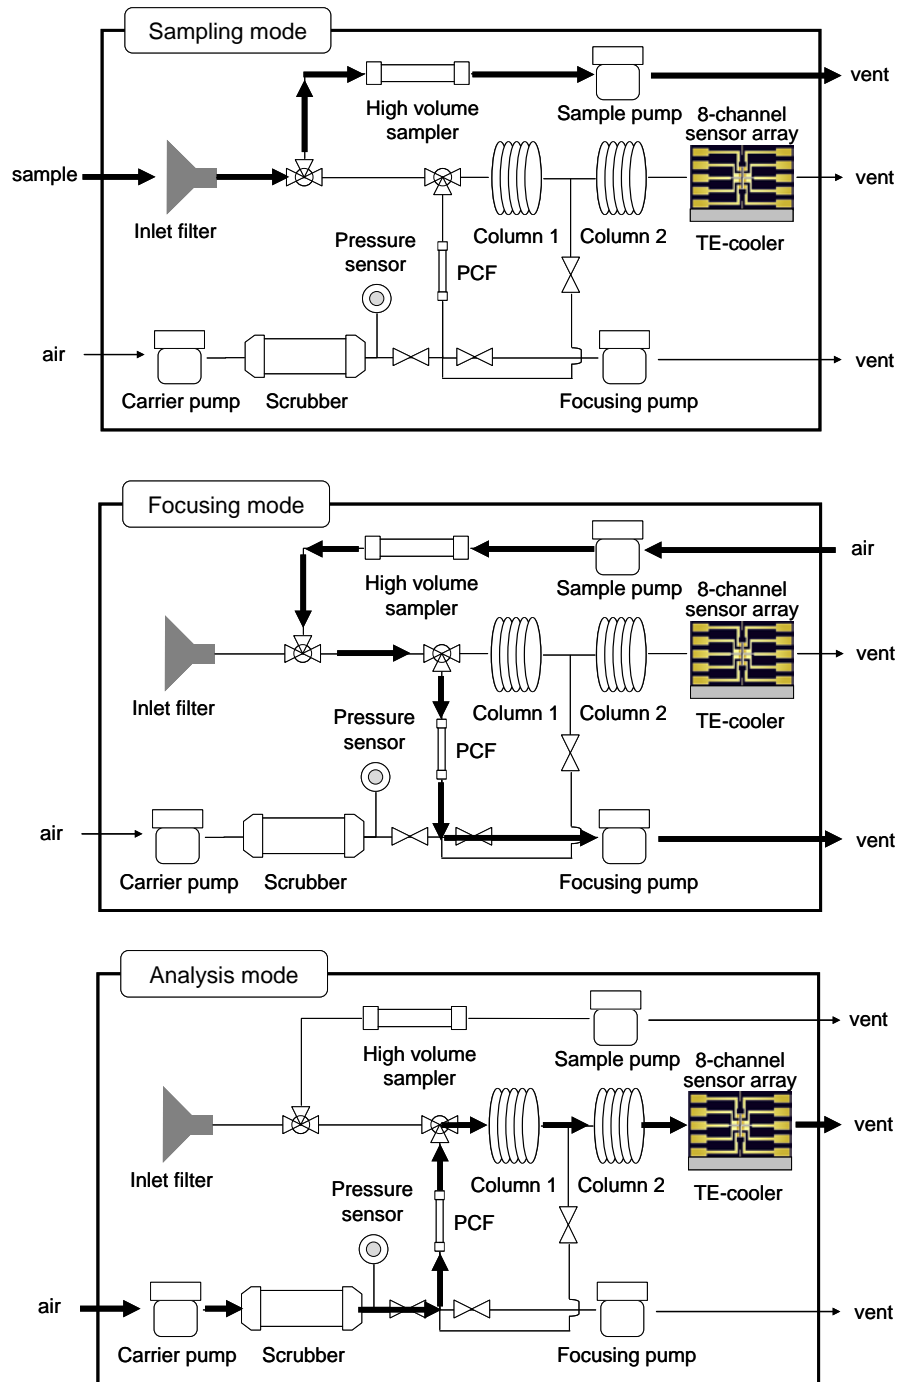 Sampling mode
vent
High volume
sampler
Sample pump
8-channel
sensor array
sample
vent
Inlet filter
Column 1
Column 2
TE-cooler
Pressure
sensor
PCF
air
vent
Carrier pump
Scrubber
Focusing pump
Focusing mode
air
High volume
sampler
Sample pump
8-channel
sensor array
vent
Inlet filter
Column 1
Column 2
TE-cooler
Pressure
sensor
PCF
air
vent
Carrier pump
Scrubber
Focusing pump
Analysis mode
vent
High volume
sampler
Sample pump
8-channel
sensor array
vent
Inlet filter
Column 1
Column 2
TE-cooler
Pressure
sensor
PCF
air
vent
Carrier pump
Scrubber
Focusing pump